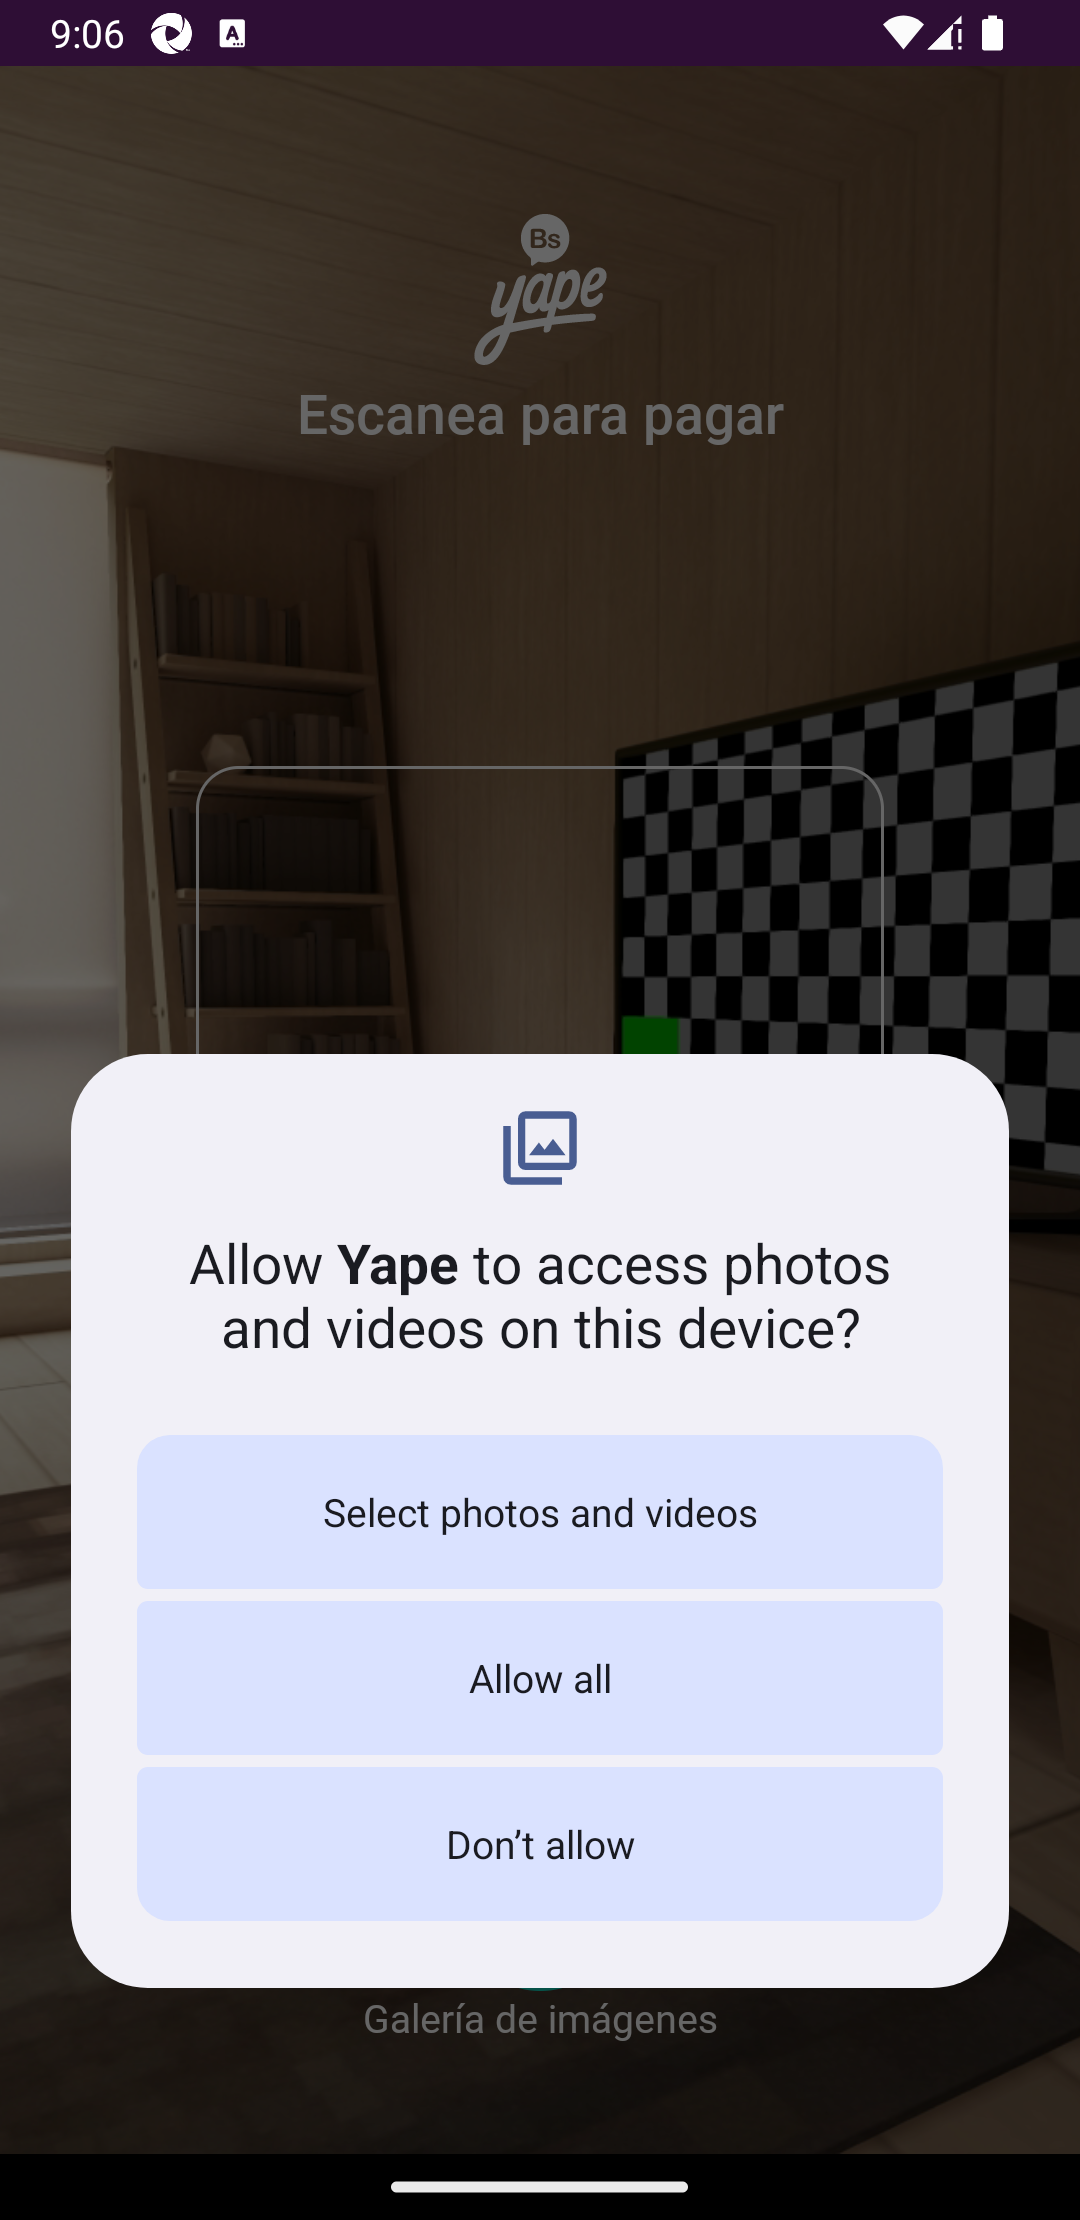 9:06
Bs
yape
Escanea para pagar
Allow Yape to access photos
and videos on this device?
Select photos and videos
Allow all
Don’t allow
Galería de imágenes